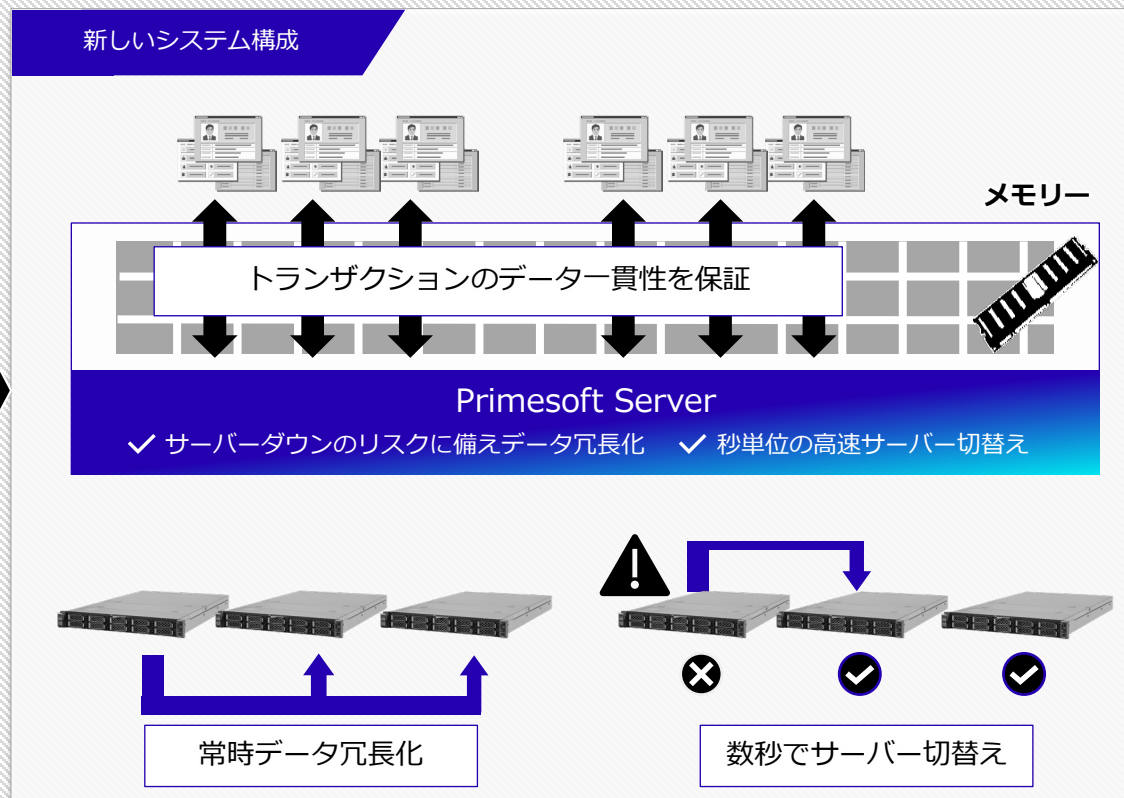 新しいシステム構成
メモリー
トランザクションのデータ一貫性を保証
Primesoft Server
サーバーダウンのリスクに備えデータ冗長化
秒単位の高速サーバー切替え
常時データ冗長化
数秒でサーバー切替え